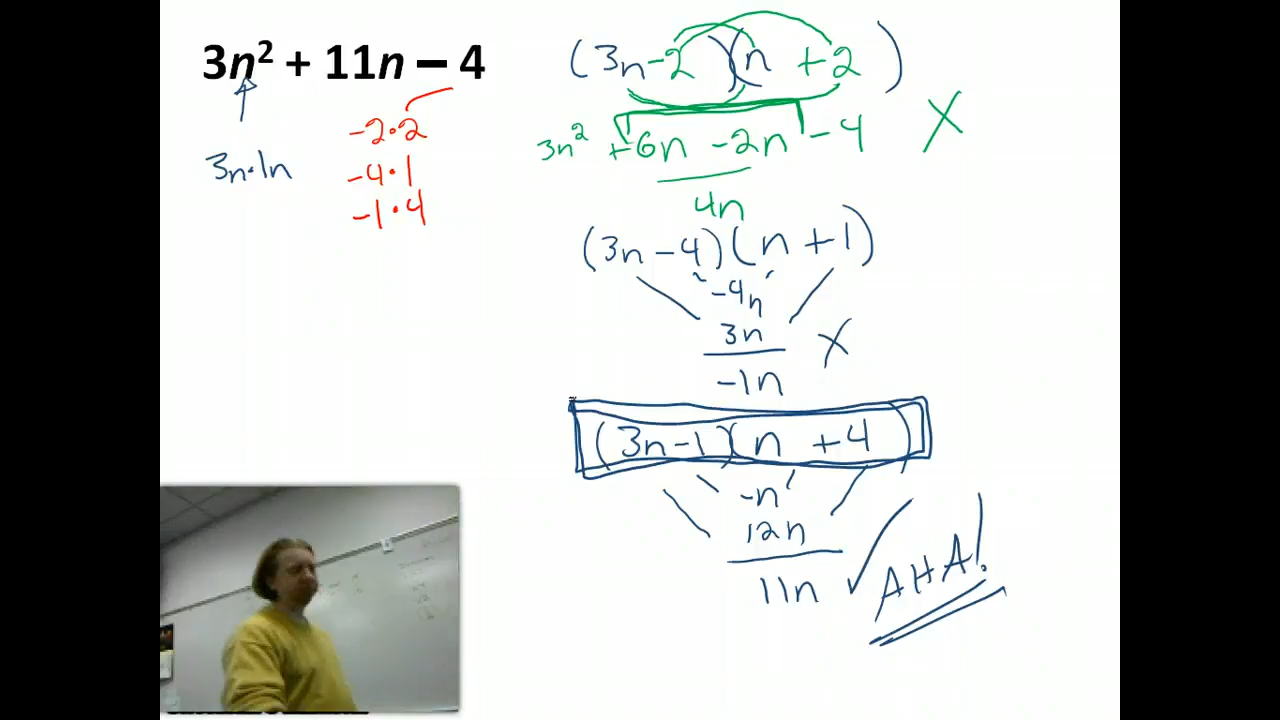 3n² + 11n – 4
3n·1n
-2·2
-4·1
-1·4
(3n-2)(n +2)
3n² +6n -2n -4 X
4n
(3n-4)(n +1)
-4n
3n X
-1n
(3n-1)(n +4)
-n
12n
11n ✓ AHA!